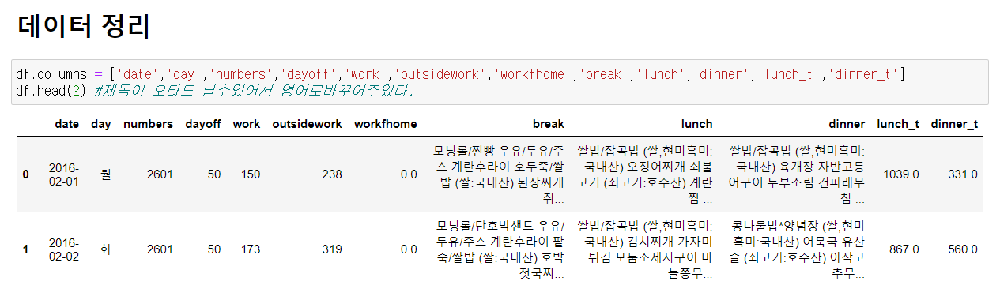 데이터 정리
df.columns = ['date','day','numbers','dayoff','work','outsidework','workfhome','break','lunch','dinner','lunch_t','dinner_t']
df.head(2) #제목이 오타도 날수있어서 영어로바꾸어주었다.
date day numbers dayoff work outsidework workfhome break lunch dinner lunch_t dinner_t
0 2016-02-01 월 2601 50 150 238 0.0 모닝롤/찐빵 우유/두유/주스 계란후라이 호두죽/쌀밥 (쌀:국내산) 된장찌개 쥐... 쌀밥/잡곡밥 (쌀,현미흑미:국내산) 오징어찌개 쇠불고기 (쇠고기:호주산) 계란찜 ... 쌀밥/잡곡밥 (쌀,현미흑미:국내산) 육개장 자반고등어구이 두부조림 건파래무침 ... 1039.0 331.0
1 2016-02-02 화 2601 50 173 319 0.0 모닝롤/단호박샌드 우유/두유/주스 계란후라이 팥죽/쌀밥 (쌀:국내산) 호박젓국찌... 쌀밥/잡곡밥 (쌀,현미흑미:국내산) 김치찌개 가자미튀김 모둠소세지구이 마늘쫑무... 콩나물밥*양념장 (쌀,현미흑미:국내산) 어묵국 유산슬 (쇠고기:호주산) 아삭고추무... 867.0 560.0